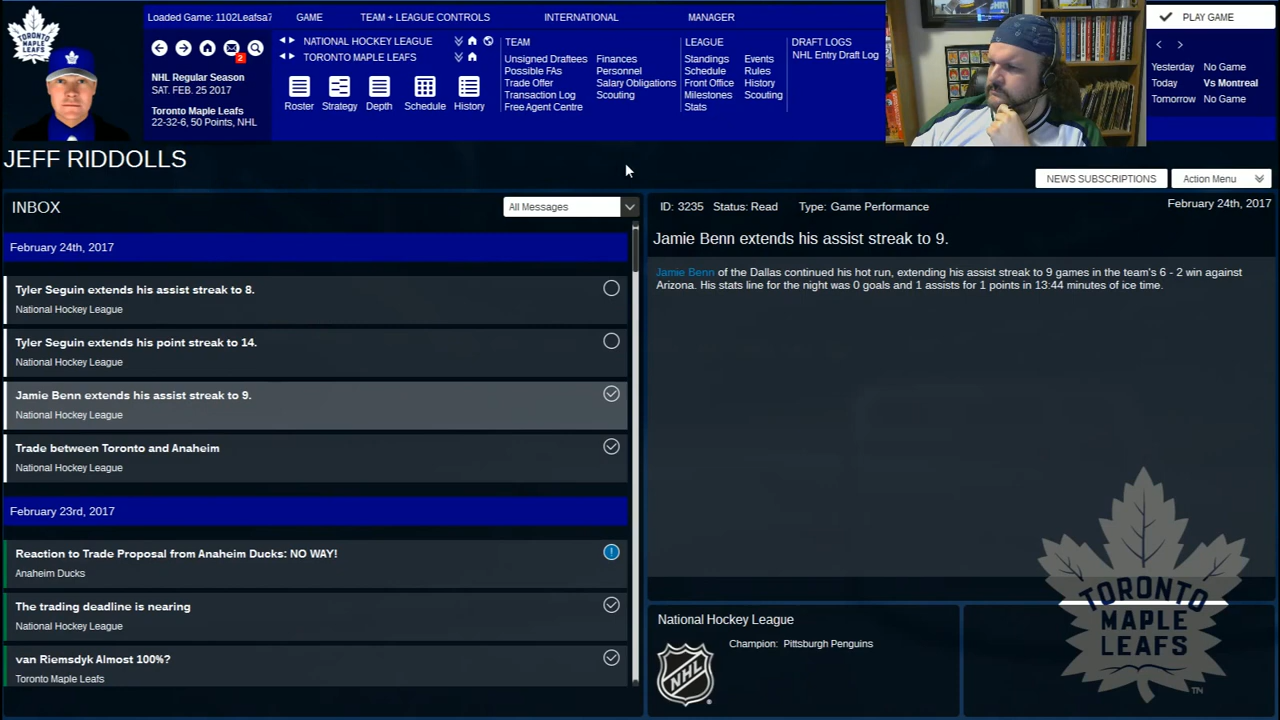 TORONTO
MAPLE
LEAFS
Loaded Game: 1102Leafsa7
GAME
TEAM + LEAGUE CONTROLS
INTERNATIONAL
MANAGER
2
NHL Regular Season
SAT. FEB. 25 2017
Toronto Maple Leafs
22-32-6, 50 Points, NHL
NATIONAL HOCKEY LEAGUE
TORONTO MAPLE LEAFS
Roster
Strategy
Depth
Schedule
History
TEAM
Unsigned Draftees
Possible FAs
Trade Offer
Transaction Log
Free Agent Centre
Finances
Personnel
Salary Obligations
Scouting
LEAGUE
Standings
Schedule
Front Office
Milestones
Stats
Events
Rules
History
Scouting
DRAFT LOGS
NHL Entry Draft Log
PLAY GAME
Yesterday No Game
Today Vs Montreal
Tomorrow No Game
JEFF RIDDOLLS
NEWS SUBSCRIPTIONS
Action Menu
INBOX
All Messages
February 24th, 2017
Tyler Seguin extends his assist streak to 8.
National Hockey League
Tyler Seguin extends his point streak to 14.
National Hockey League
Jamie Benn extends his assist streak to 9.
National Hockey League
Trade between Toronto and Anaheim
National Hockey League
February 23rd, 2017
Reaction to Trade Proposal from Anaheim Ducks: NO WAY!
Anaheim Ducks
The trading deadline is nearing
National Hockey League
van Riemsdyk Almost 100%?
Toronto Maple Leafs
ID: 3235 Status: Read Type: Game Performance
February 24th, 2017
Jamie Benn extends his assist streak to 9.
Jamie Benn of the Dallas continued his hot run, extending his assist streak to 9 games in the team's 6 - 2 win against
Arizona. His stats line for the night was 0 goals and 1 assists for 1 points in 13:44 minutes of ice time.
National Hockey League
NHL
Champion: Pittsburgh Penguins
TORONTO
MAPLE
LEAFS
TM